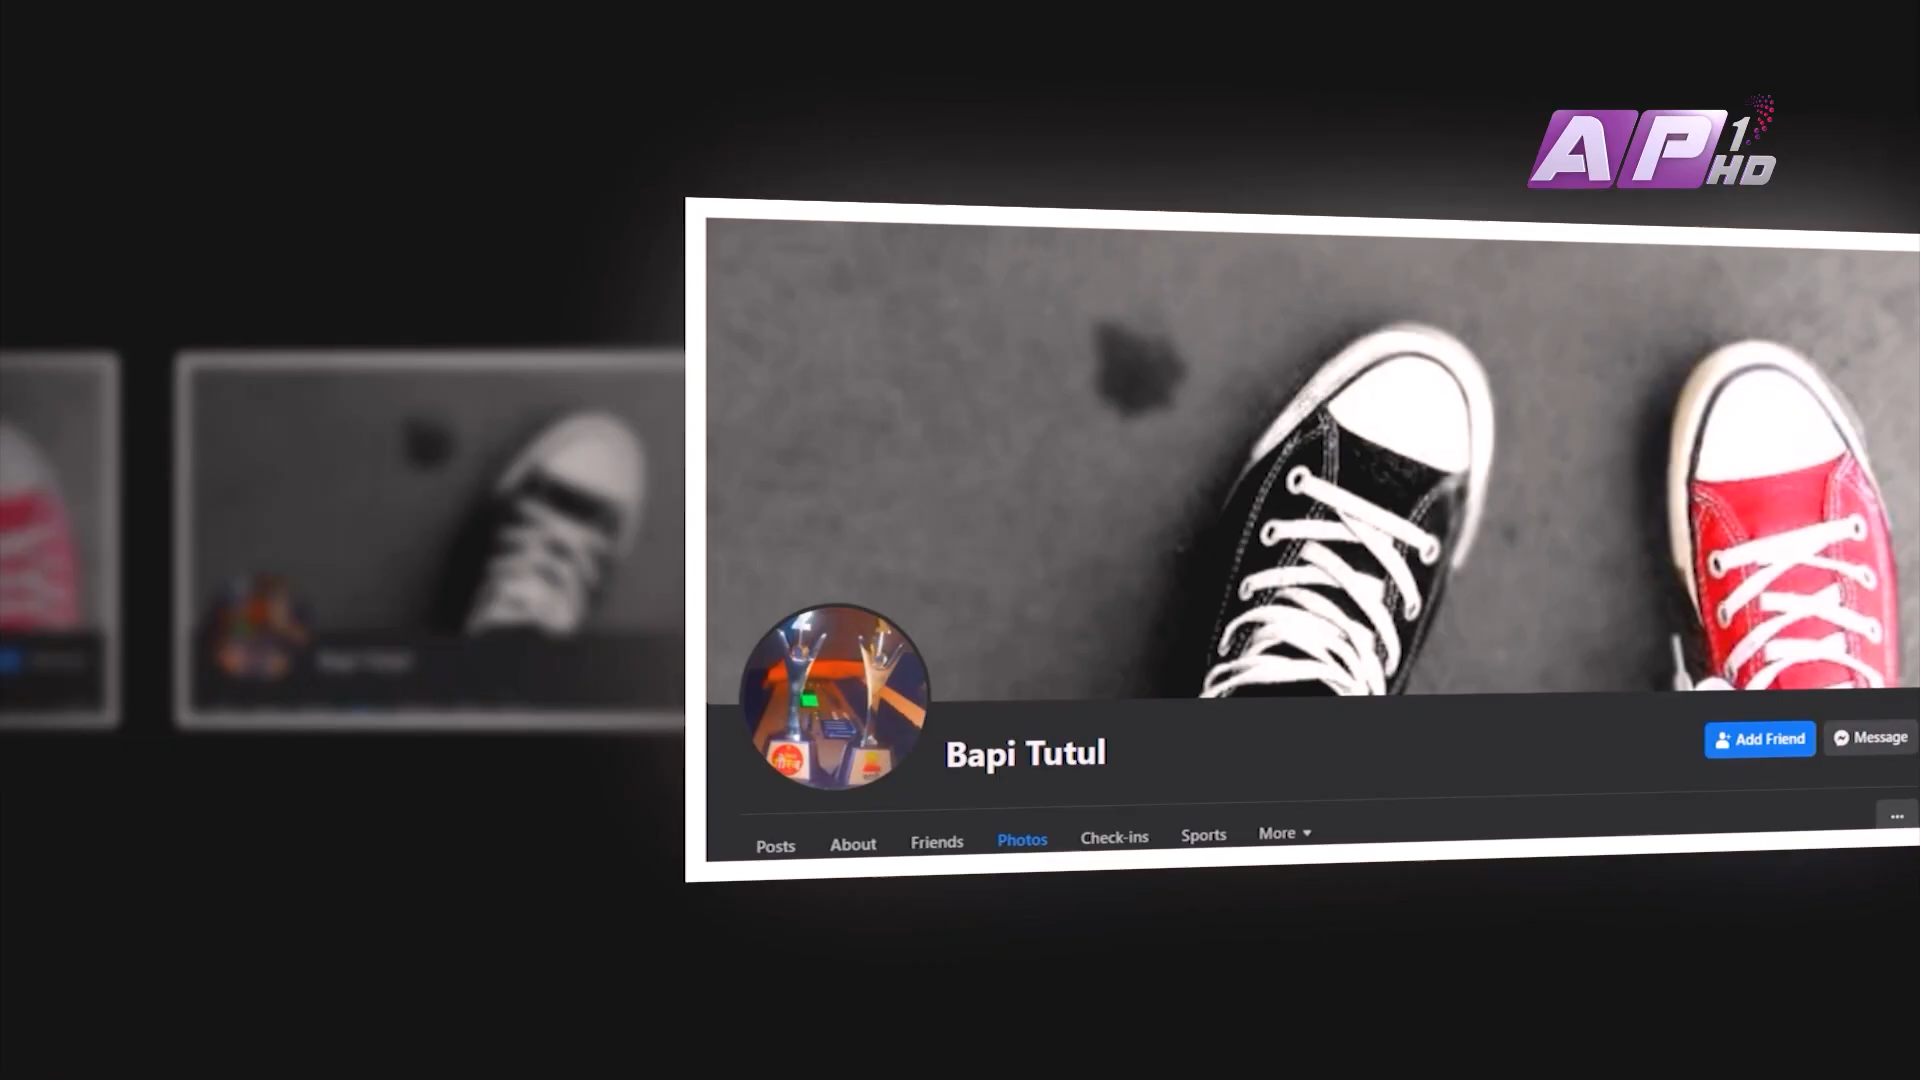 AP1
HD
Bapi Tutul
Add Friend
Message
Posts
About
Friends
Photos
Check-ins
Sports
More